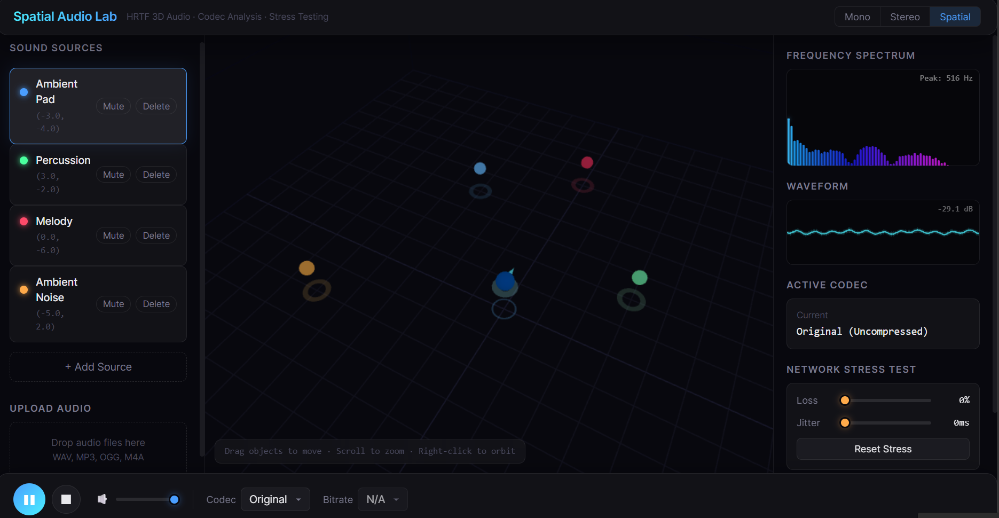 Spatial Audio Lab
HRTF 3D Audio · Codec Analysis · Stress Testing
Mono
Stereo
Spatial
SOUND SOURCES
Ambient
Pad
(-3.0,
-4.0)
Mute
Delete
Percussion
(3.0,
-2.0)
Mute
Delete
Melody
(0.0,
-6.0)
Mute
Delete
Ambient
Noise
(-5.0,
2.0)
Mute
Delete
+ Add Source
UPLOAD AUDIO
Drop audio files here
WAV, MP3, OGG, M4A
Drag objects to move · Scroll to zoom · Right-click to orbit
FREQUENCY SPECTRUM
Peak: 516 Hz
WAVEFORM
-29.1 dB
ACTIVE CODEC
Current
Original (Uncompressed)
NETWORK STRESS TEST
Loss
0%
Jitter
0ms
Reset Stress
Codec
Original
Bitrate
N/A